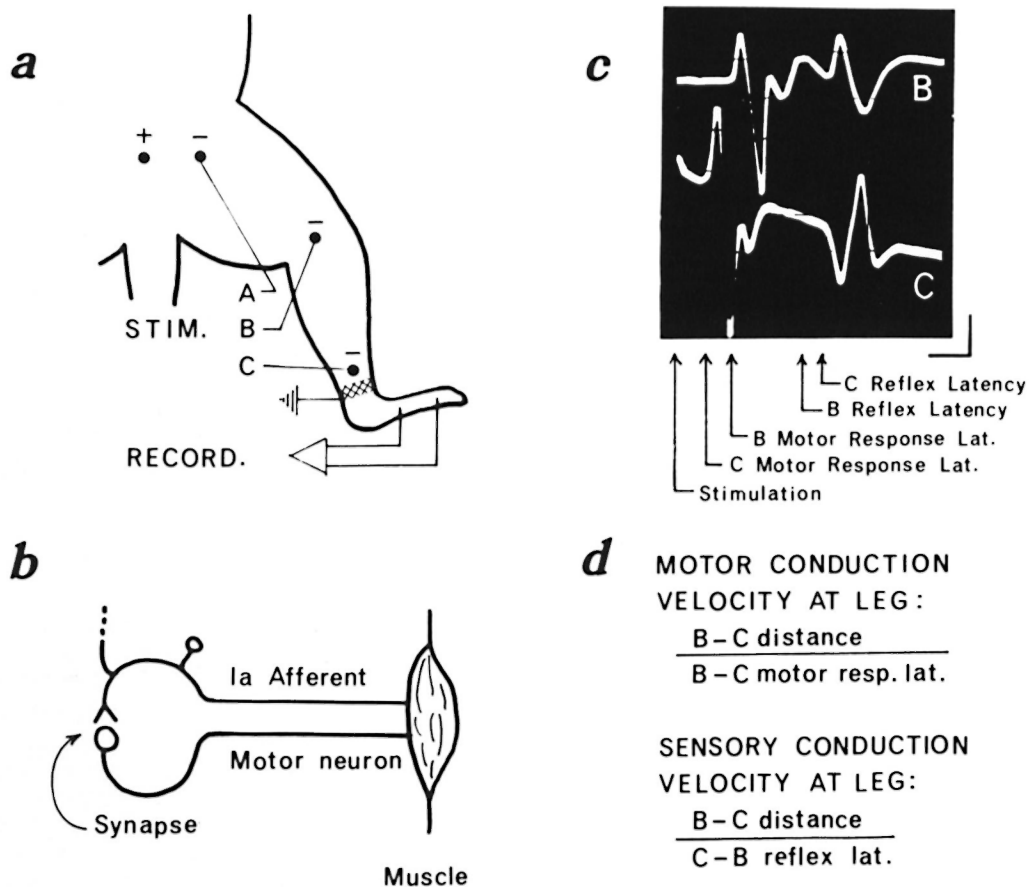 a
+
−
−
A
STIM.
B
C
−
RECORD.
b
Ia Afferent
Motor neuron
Synapse
Muscle
c
B
C
C Reflex Latency
B Reflex Latency
B Motor Response Lat.
C Motor Response Lat.
Stimulation
d
MOTOR CONDUCTION
VELOCITY AT LEG:
B–C distance
B–C motor resp. lat.
SENSORY CONDUCTION
VELOCITY AT LEG:
B–C distance
C–B reflex lat.